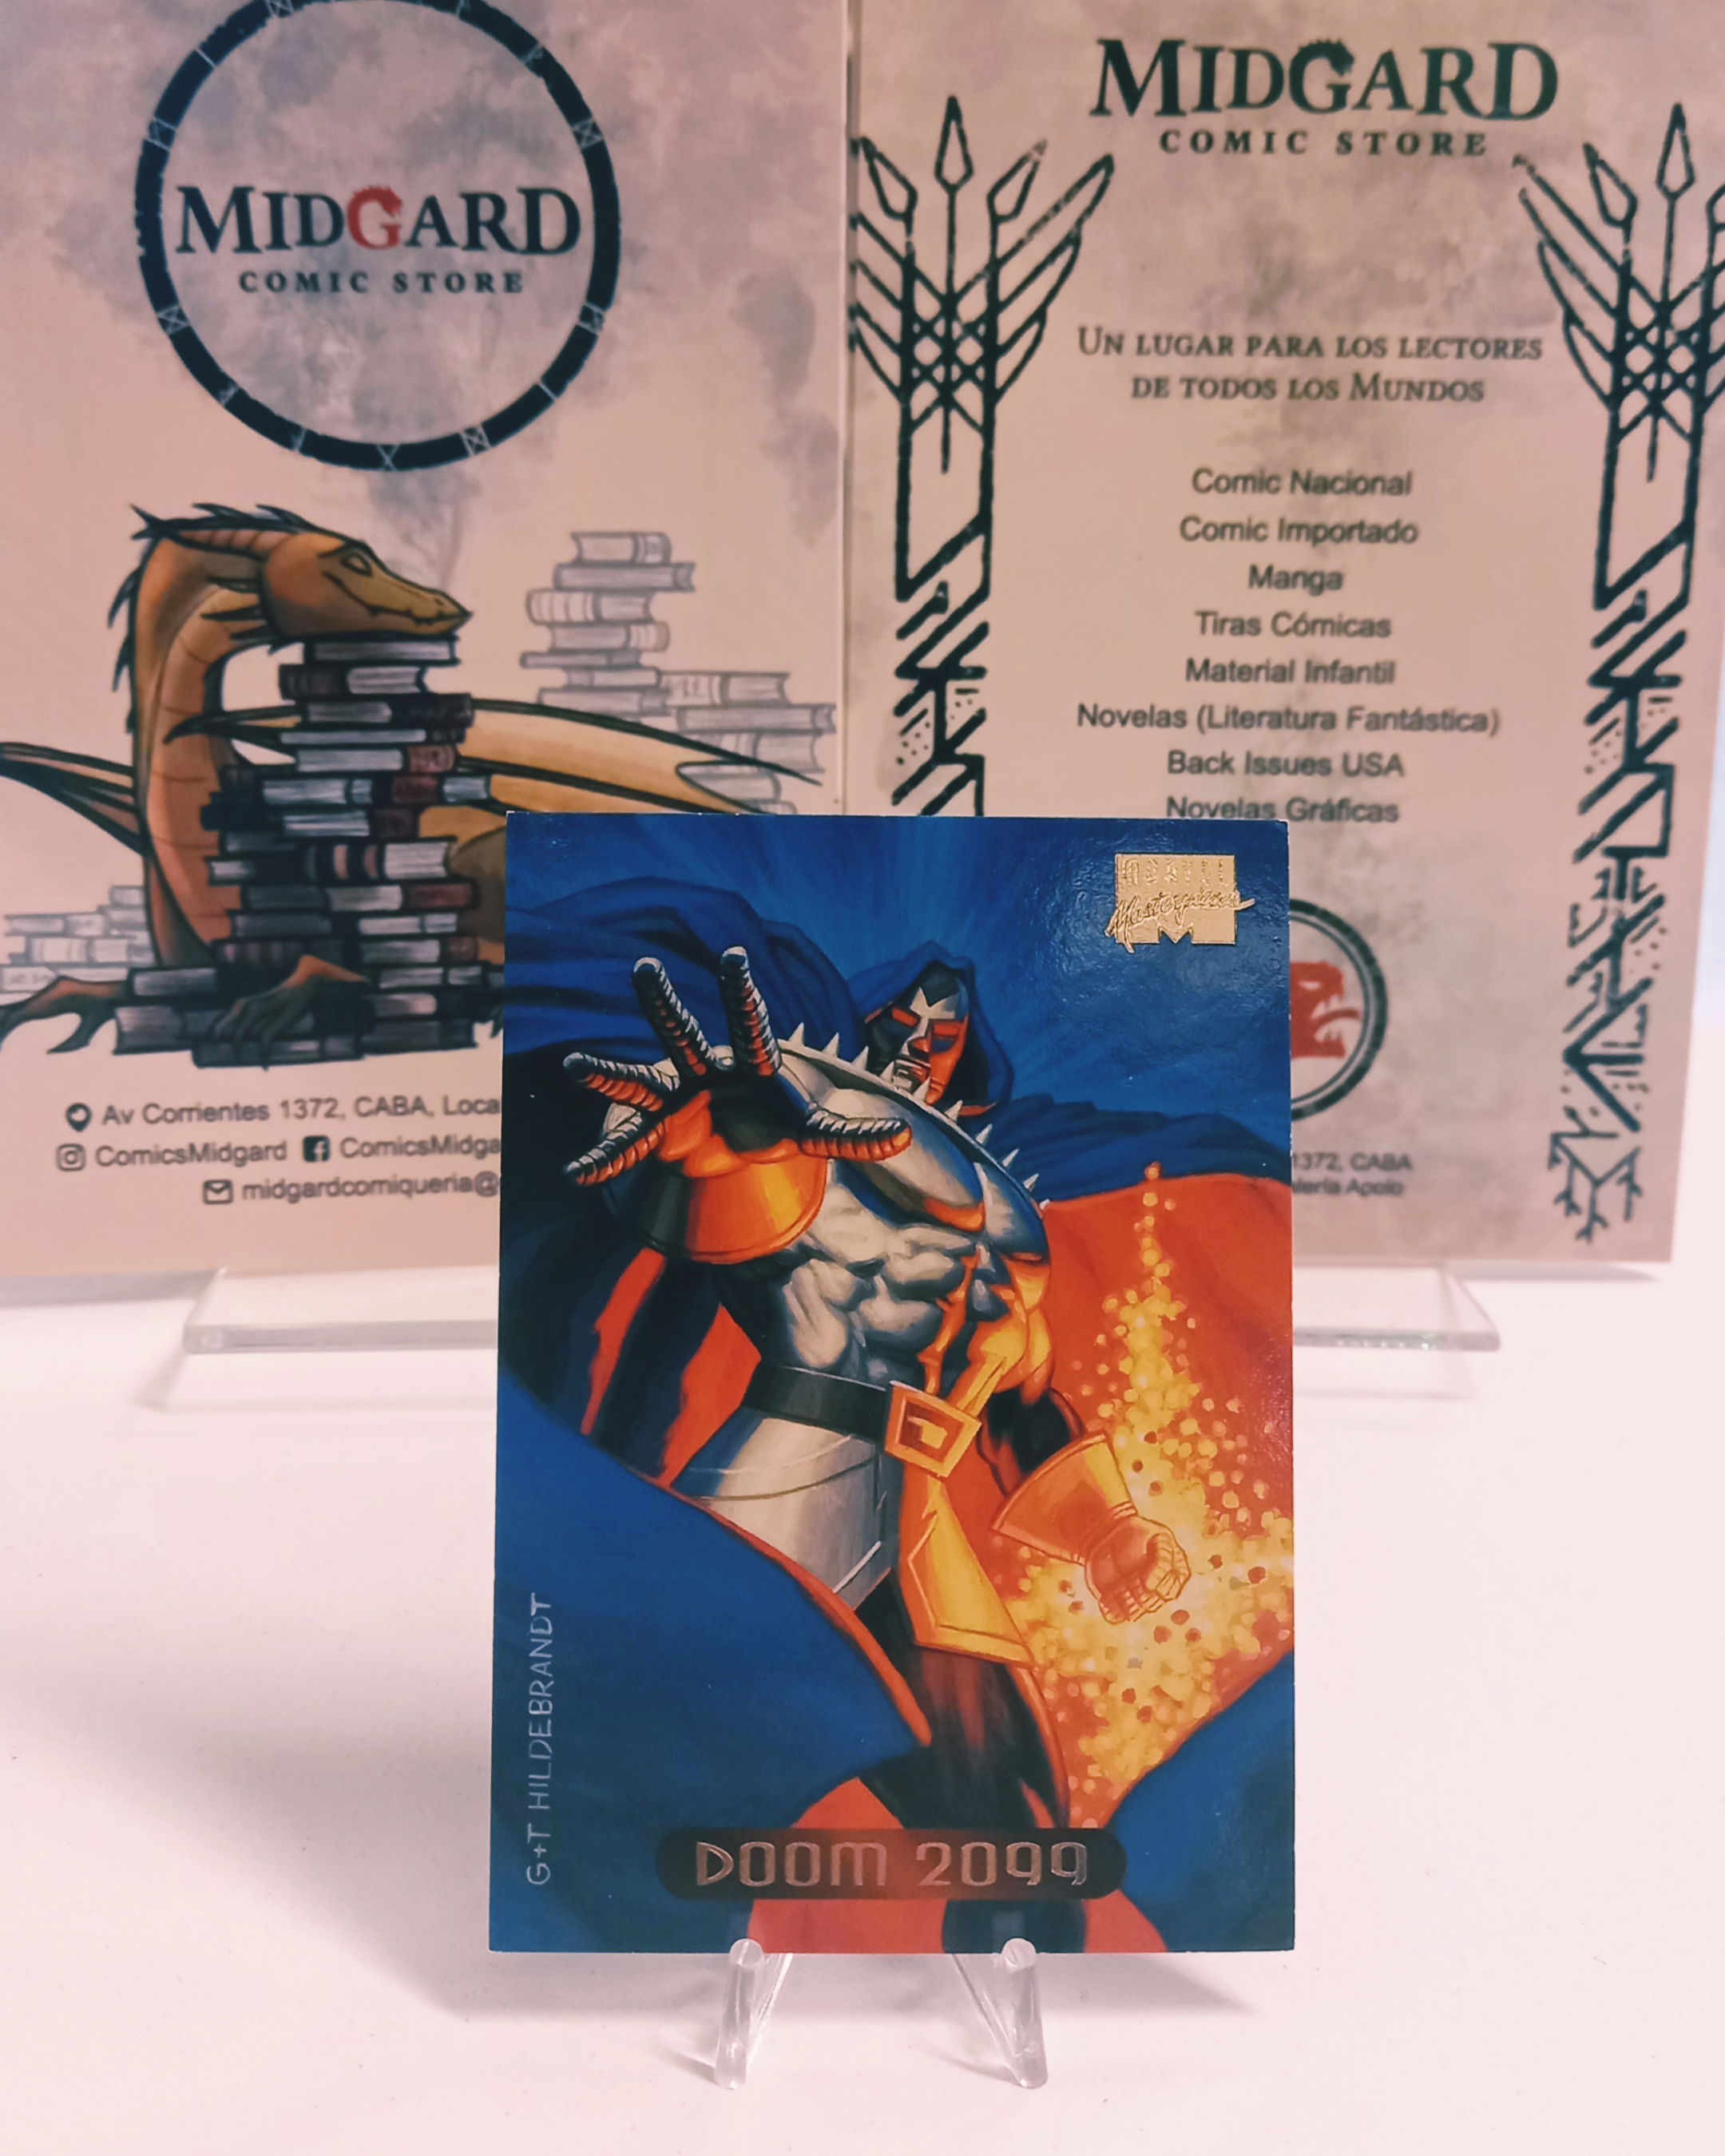 MIDGARD
COMIC STORE
Av Corrientes 1372, CABA, Loca
ComicsMidgard ComicsMidga
midgardcomiqueria@
MIDGARD
COMIC STORE
UN LUGAR PARA LOS LECTORES
DE TODOS LOS MUNDOS
Comic Nacional
Comic Importado
Manga
Tiras Cómicas
Material Infantil
Novelas (Literatura Fantástica)
Back Issues USA
Novelas Gráficas
1372, CABA
lería Apolo
MARVEL
Masterpieces
G+T HILDEBRANDT
DOOM 2099